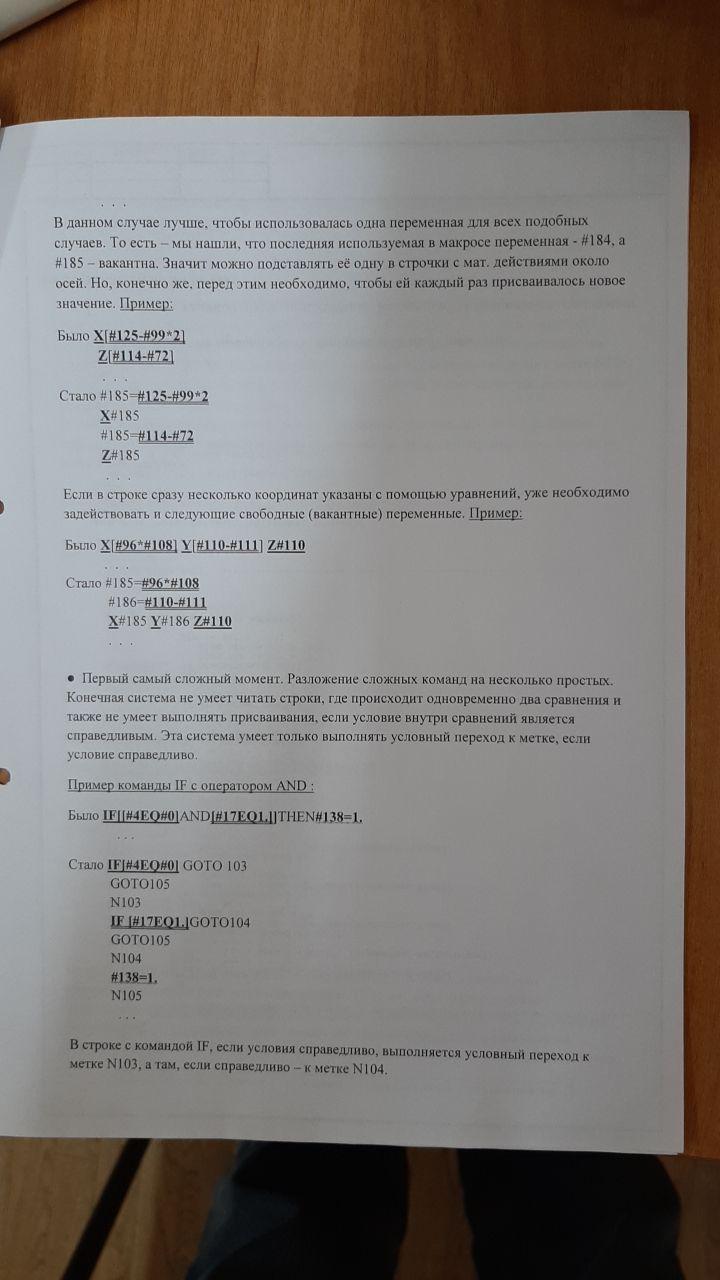 . . .
В данном случае лучше, чтобы использовалась одна переменная для всех подобных
случаев. То есть – мы нашли, что последняя используемая в макросе переменная - #184, а
#185 – вакантна. Значит можно подставлять её одну в строчки с мат. действиями около
осей. Но, конечно же, перед этим необходимо, чтобы ей каждый раз присваивалось новое
значение. Пример:
Было X[#125-#99*2]
Z[#114-#72]
. . .
Стало #185=#125-#99*2
X#185
#185=#114-#72
Z#185
. . .
Если в строке сразу несколько координат указаны с помощью уравнений, уже необходимо
задействовать и следующие свободные (вакантные) переменные. Пример:
Было X[#96*#108] Y[#110-#111] Z#110
. . .
Стало #185=#96*#108
#186=#110-#111
X#185 Y#186 Z#110
. . .
● Первый самый сложный момент. Разложение сложных команд на несколько простых.
Конечная система не умеет читать строки, где происходит одновременно два сравнения и
также не умеет выполнять присваивания, если условие внутри сравнений является
справедливым. Эта система умеет только выполнять условный переход к метке, если
условие справедливо.
Пример команды IF с оператором AND :
Было IF[[#4EQ#0]AND[#17EQ1.]]THEN#138=1.
. . .
Стало IF[#4EQ#0] GOTO 103
GOTO105
N103
IF [#17EQ1.]GOTO104
GOTO105
N104
#138=1.
N105
. . .
В строке с командой IF, если условия справедливо, выполняется условный переход к
метке N103, а там, если справедливо – к метке N104.